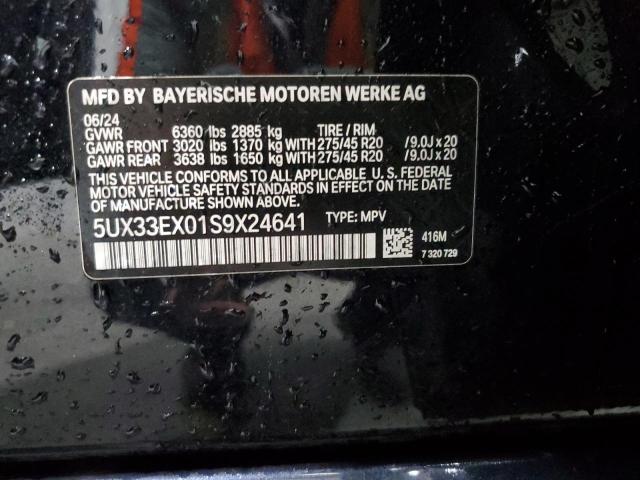 MFD BY BAYERISCHE MOTOREN WERKE AG
06/24
GVWR 6360 lbs 2885 kg TIRE / RIM
GAWR FRONT 3020 lbs 1370 kg WITH 275/45 R20 / 9.0J x 20
GAWR REAR 3638 lbs 1650 kg WITH 275/45 R20 / 9.0J x 20
THIS VEHICLE CONFORMS TO ALL APPLICABLE U. S. FEDERAL
MOTOR VEHICLE SAFETY STANDARDS IN EFFECT ON THE DATE
OF MANUFACTURE SHOWN ABOVE.
5UX33EX01S9X24641 TYPE: MPV
416M
7 320 729